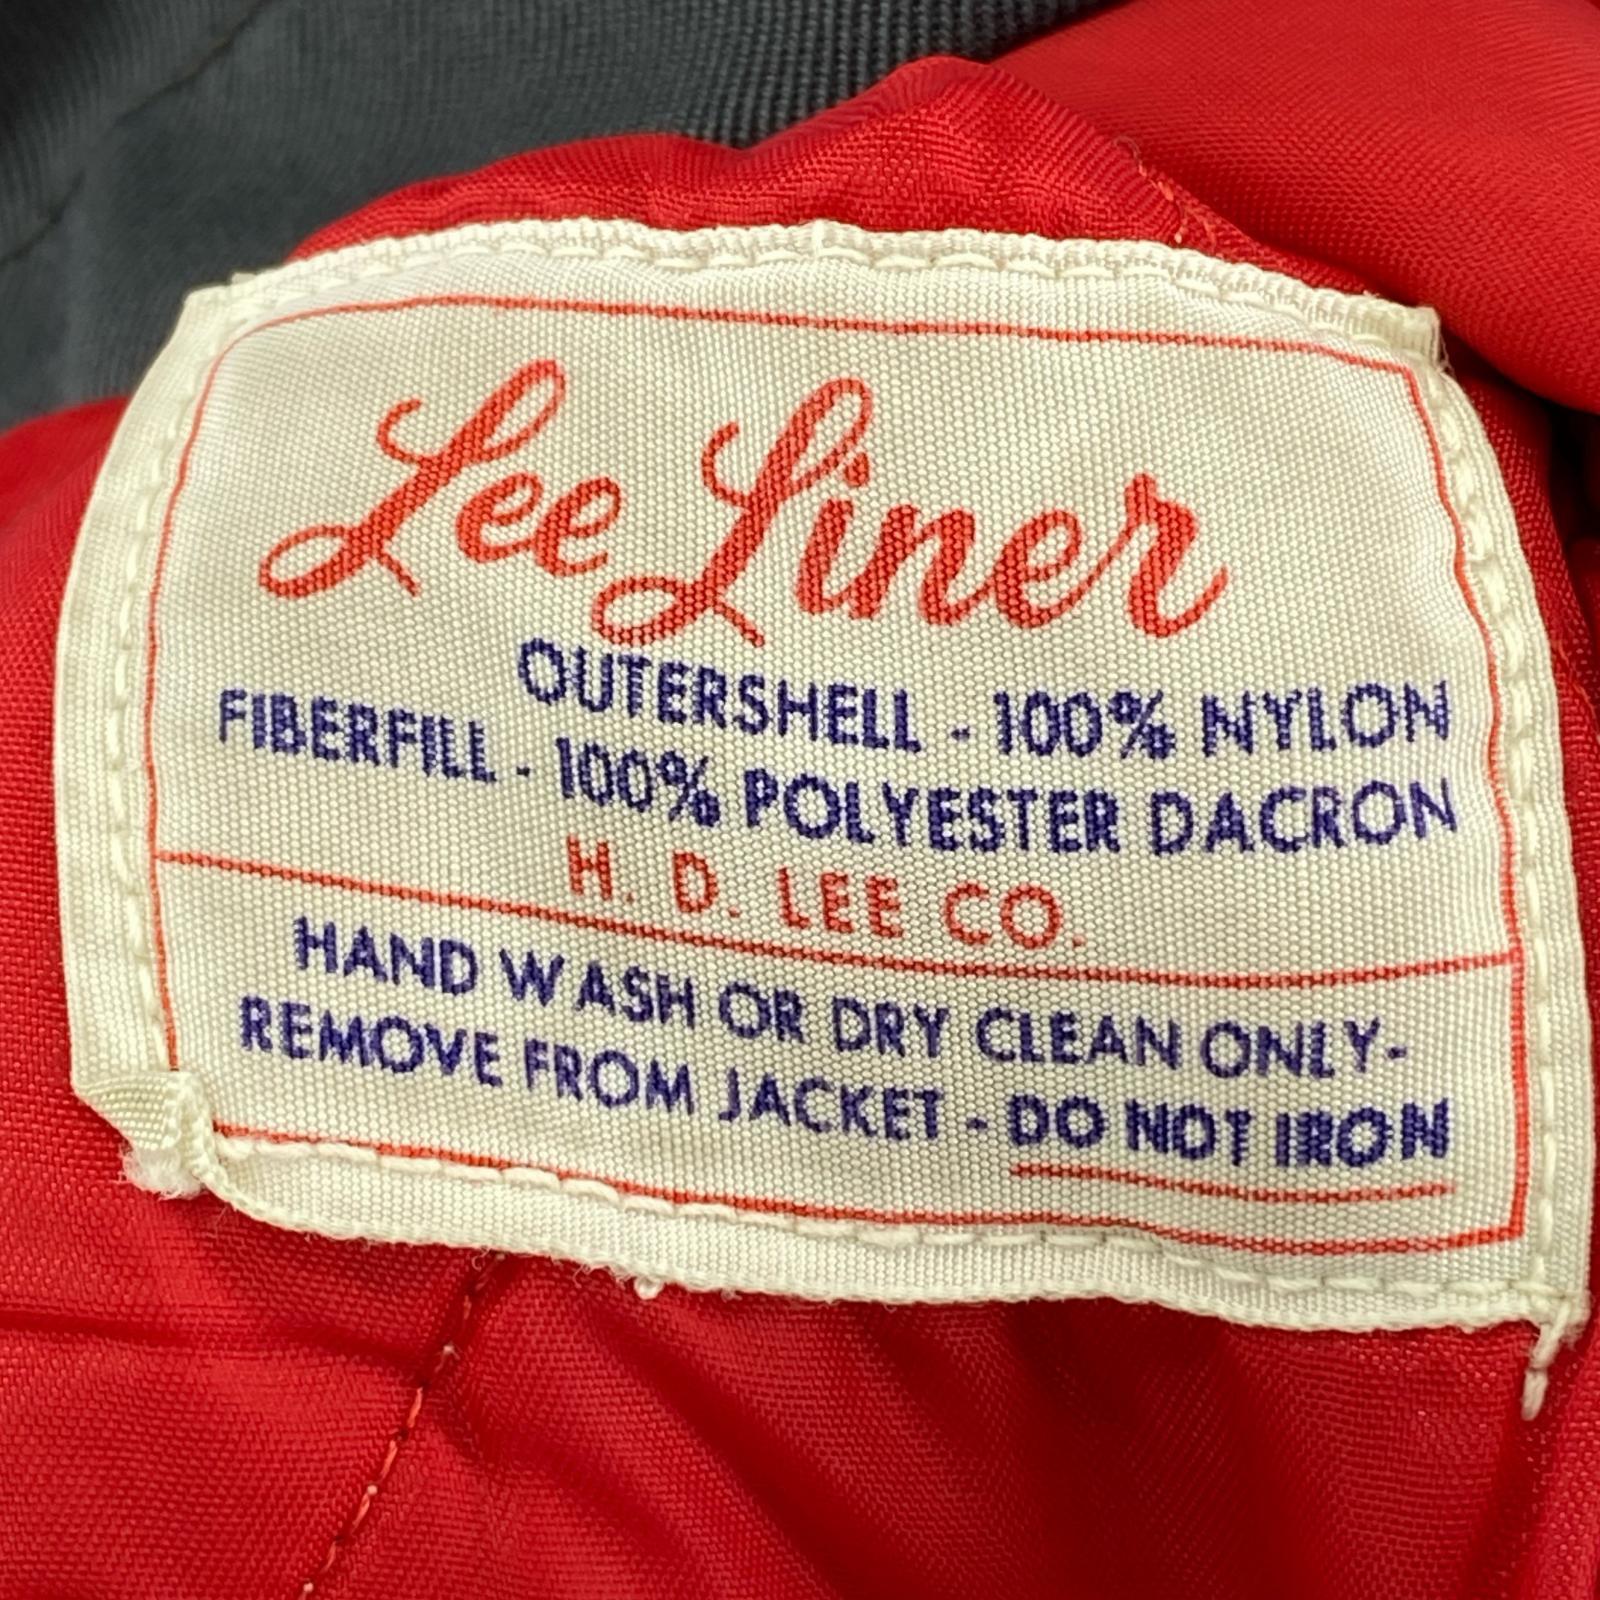 Lee Liner
OUTERSHELL - 100% NYLON
FIBERFILL - 100% POLYESTER DACRON
H. D. LEE CO.
HAND WASH OR DRY CLEAN ONLY-
REMOVE FROM JACKET - DO NOT IRON